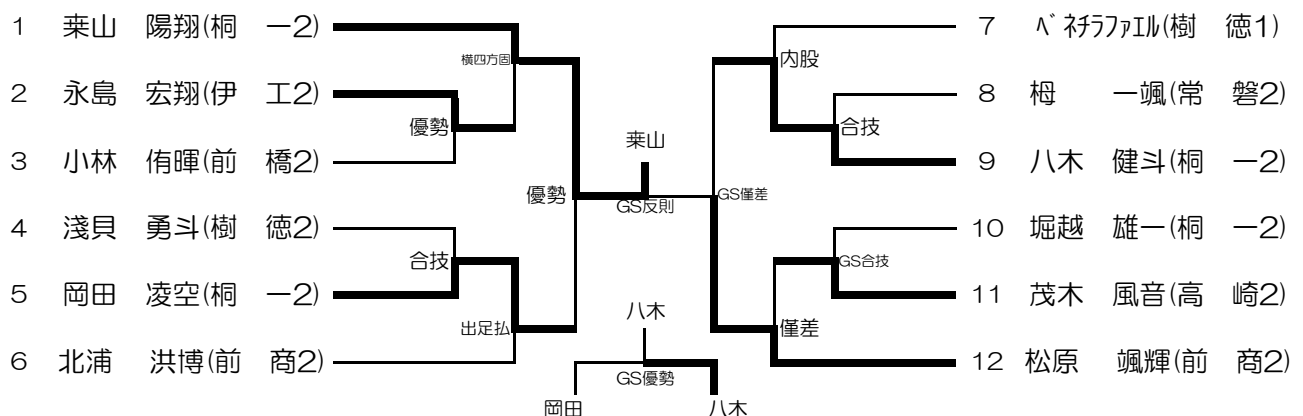 1 桒山 陽翔(桐 一2)
横四方固
2 永島 宏翔(伊 工2)
優勢
3 小林 侑暉(前 橋2)
優勢
4 淺貝 勇斗(樹 徳2)
合技
5 岡田 凌空(桐 一2)
出足払
6 北浦 洪博(前 商2)
桒山
GS反則
八木
GS優勢
岡田 八木
7 ベネチラファエル(樹 徳1)
内股
8 栂 一颯(常 磐2)
合技
9 八木 健斗(桐 一2)
GS僅差
10 堀越 雄一(桐 一2)
GS合技
11 茂木 風音(高 崎2)
僅差
12 松原 颯輝(前 商2)